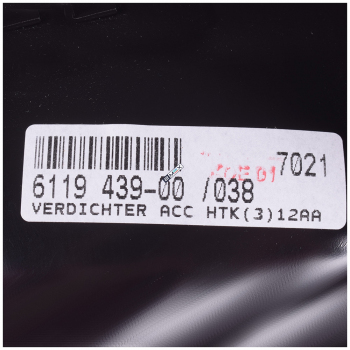 7021
6119 439-00 /038
VERDICHTER ACC HTK(3)12AA